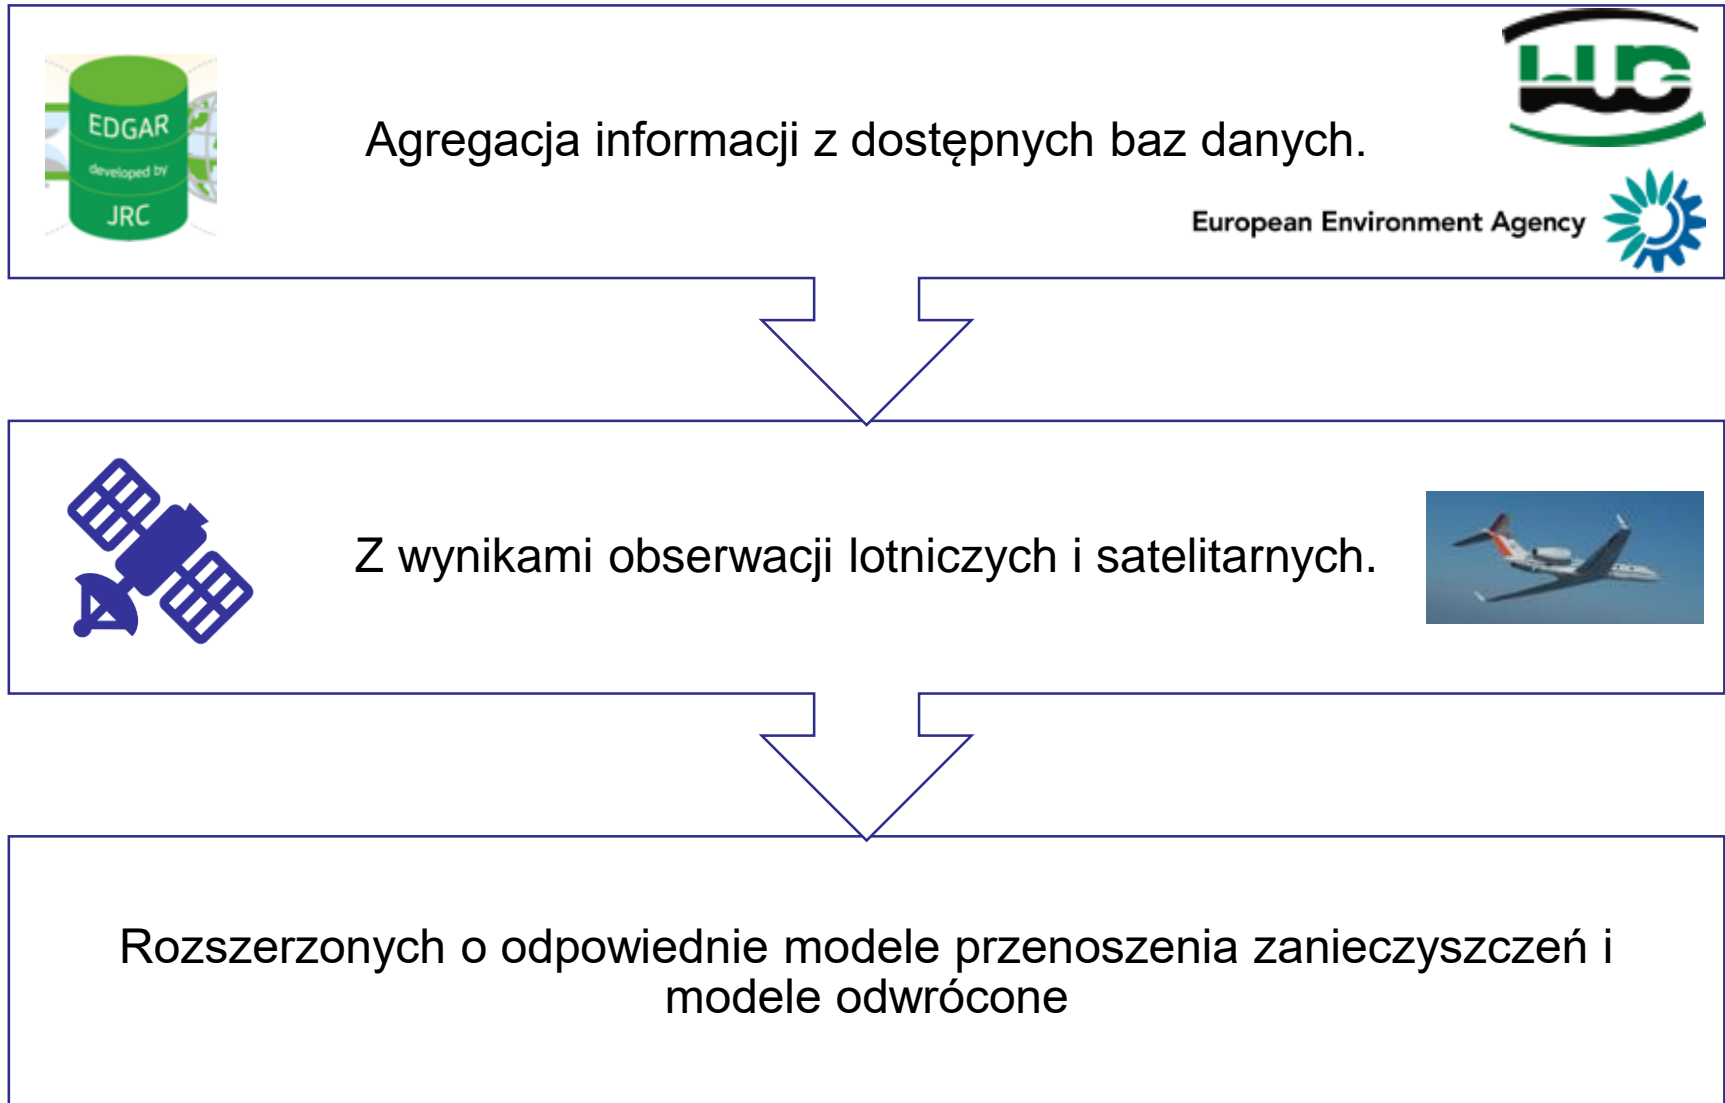 EDGAR
developed by
JRC
Agregacja informacji z dostępnych baz danych.
European Environment Agency
Z wynikami obserwacji lotniczych i satelitarnych.
Rozszerzonych o odpowiednie modele przenoszenia zanieczyszczeń i
modele odwrócone